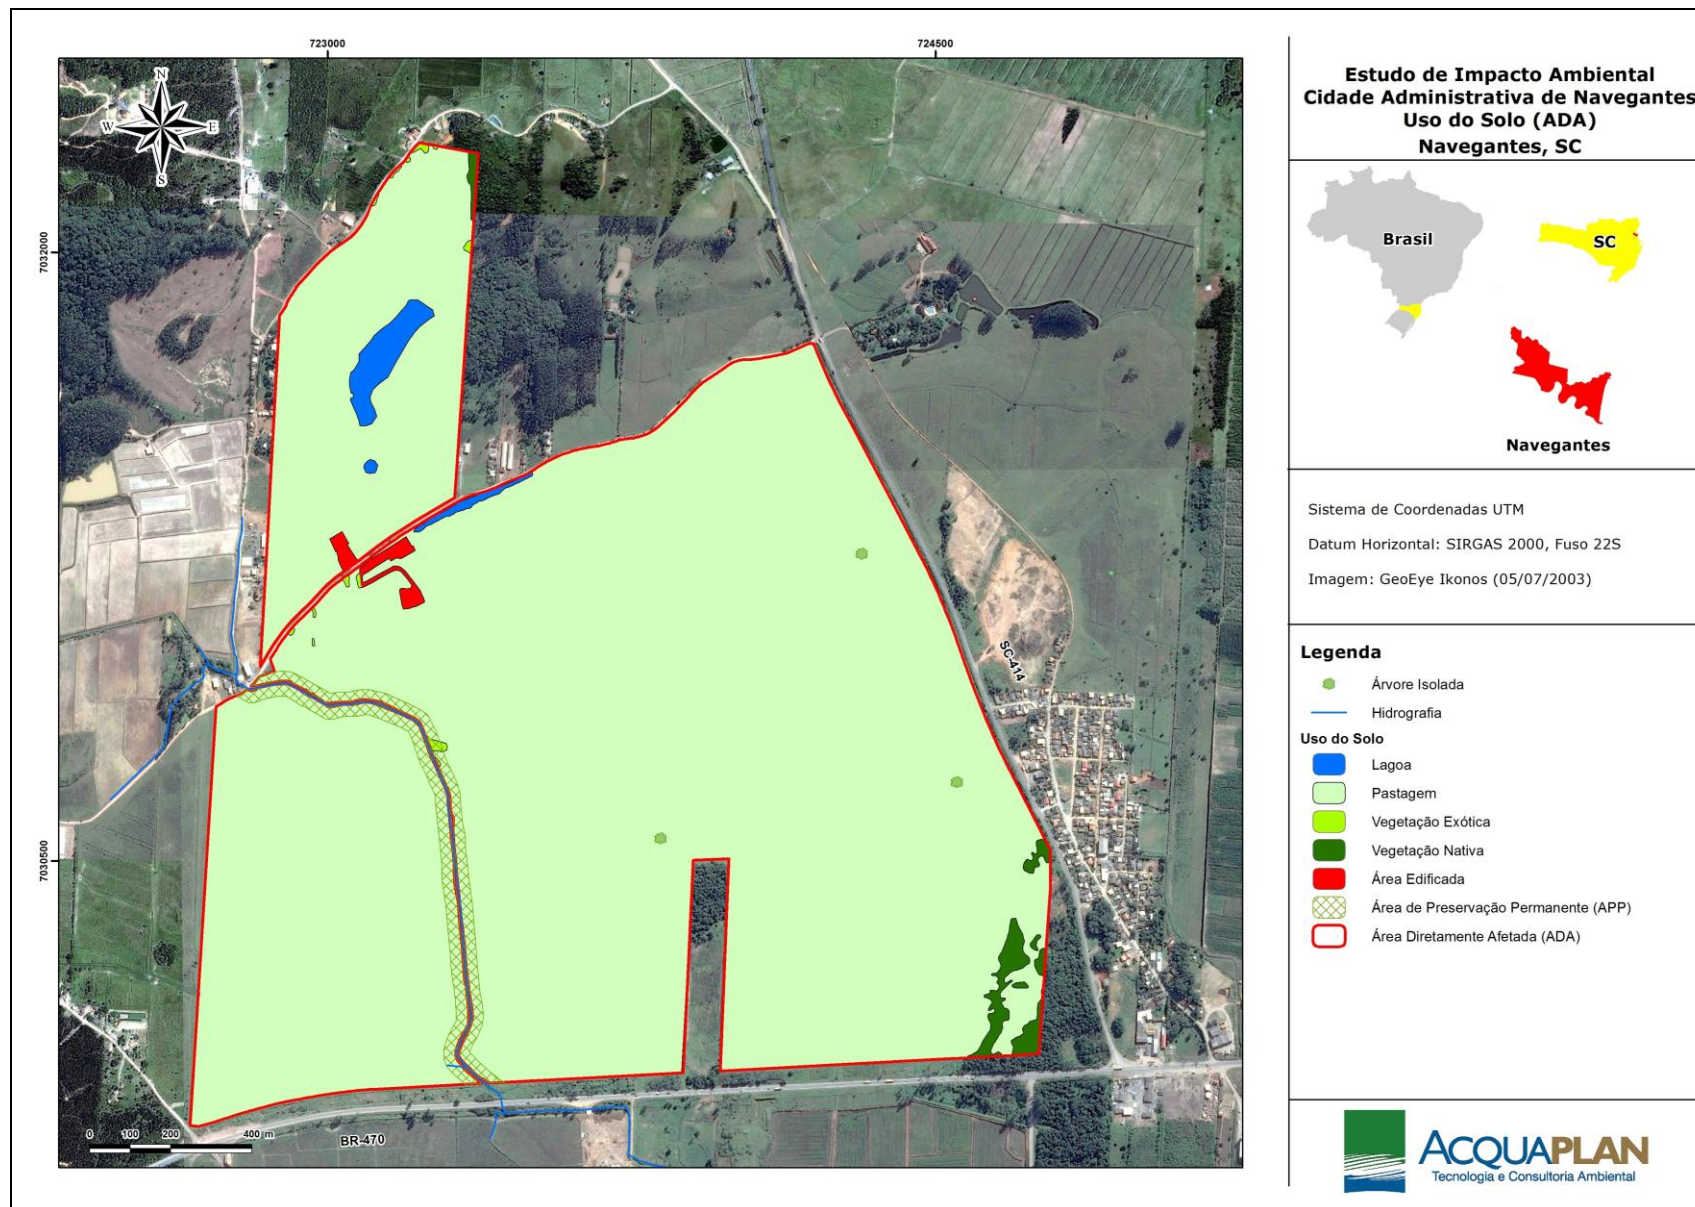 723000
724500
N
W
E
S
7032000
7030500
SC-414
BR-470
0 100 200 400 m
Estudo de Impacto Ambiental
Cidade Administrativa de Navegantes
Uso do Solo (ADA)
Navegantes, SC
Brasil
SC
Navegantes
Sistema de Coordenadas UTM
Datum Horizontal: SIRGAS 2000, Fuso 22S
Imagem: GeoEye Ikonos (05/07/2003)
Legenda
Árvore Isolada
Hidrografia
Uso do Solo
Lagoa
Pastagem
Vegetação Exótica
Vegetação Nativa
Área Edificada
Área de Preservação Permanente (APP)
Área Diretamente Afetada (ADA)
ACQUAPLAN
Tecnologia e Consultoria Ambiental